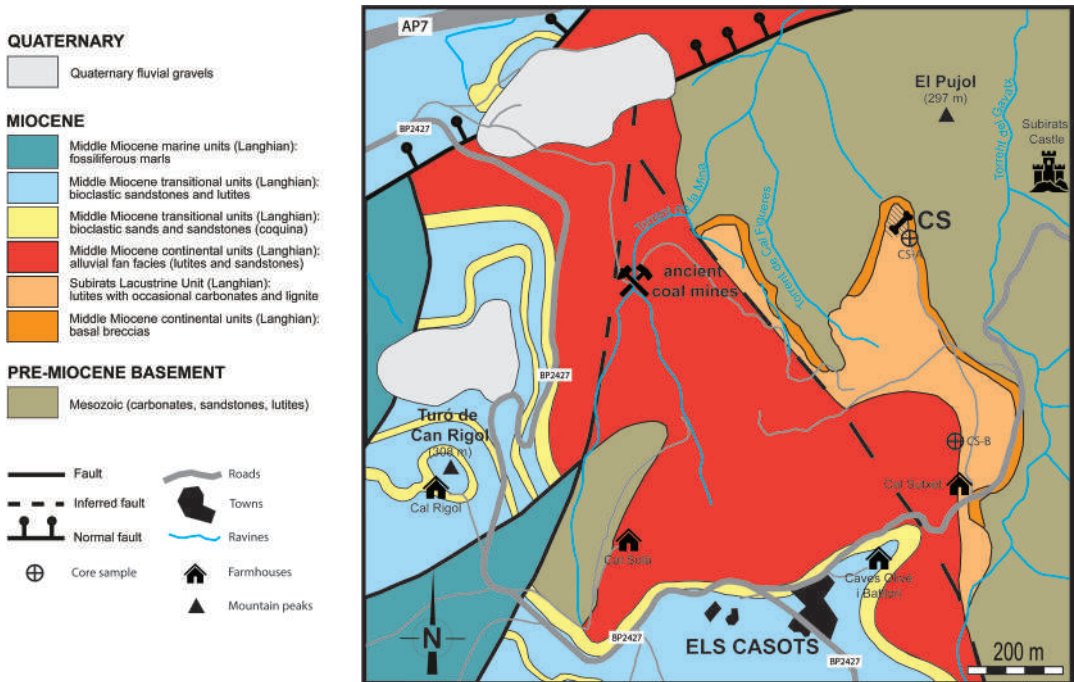 QUATERNARY
Quaternary fluvial gravels
MIOCENE
Middle Miocene marine units (Langhian):
fossiliferous marls
Middle Miocene transitional units (Langhian):
bioclastic sandstones and lutites
Middle Miocene transitional units (Langhian):
bioclastic sands and sandstones (coquina)
Middle Miocene continental units (Langhian):
alluvial fan facies (lutites and sandstones)
Subirats Lacustrine Unit (Langhian):
lutites with occasional carbonates and lignite
Middle Miocene continental units (Langhian):
basal breccias
PRE-MIOCENE BASEMENT
Mesozoic (carbonates, sandstones, lutites)
Fault
Inferred fault
Normal fault
Core sample
Roads
Towns
Ravines
Farmhouses
Mountain peaks
AP7
BP2427
El Pujol
(297 m)
Torrent del Gavatx
Subirats
Castle
Torrent de la Mina
Torrent de Cal Figueres
CS
CS-A
ancient
coal mines
BP2427
Turó de
Can Rigol
(308 m)
Cal Rigol
CS-B
Cal Sutxet
Cal Sola
Caves Orvé
N
BP2427
ELS CASOTS
BP2427
200 m